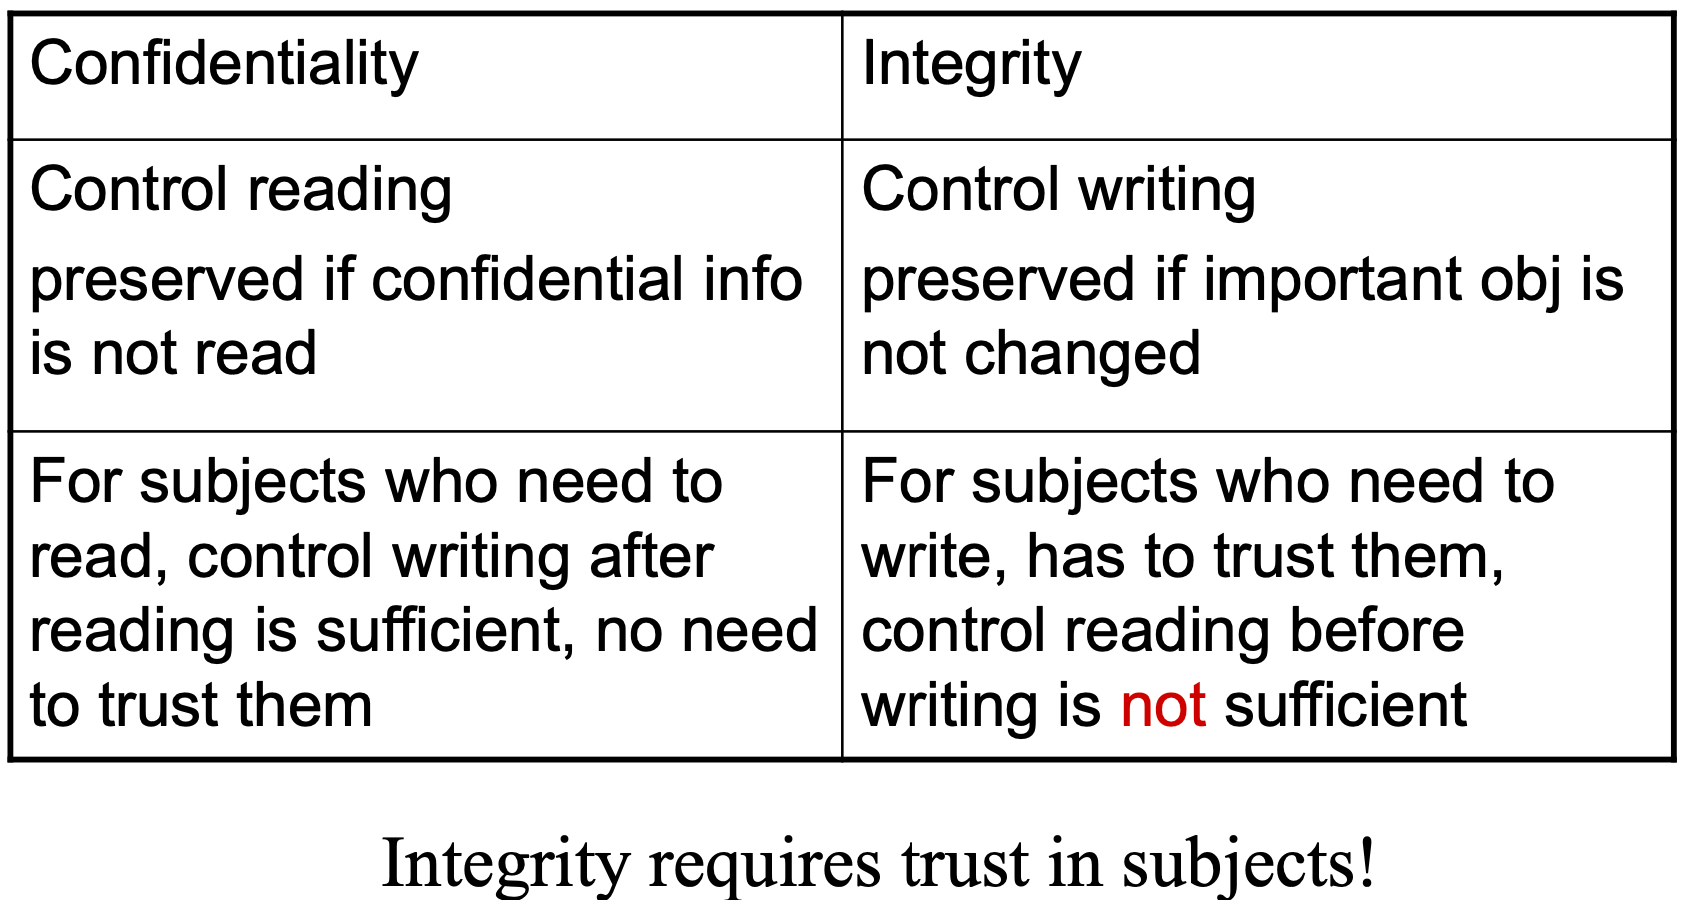 Confidentiality
Integrity
Control reading
preserved if confidential info
is not read
Control writing
preserved if important obj is
not changed
For subjects who need to
read, control writing after
reading is sufficient, no need
to trust them
For subjects who need to
write, has to trust them,
control reading before
writing is not sufficient
Integrity requires trust in subjects!